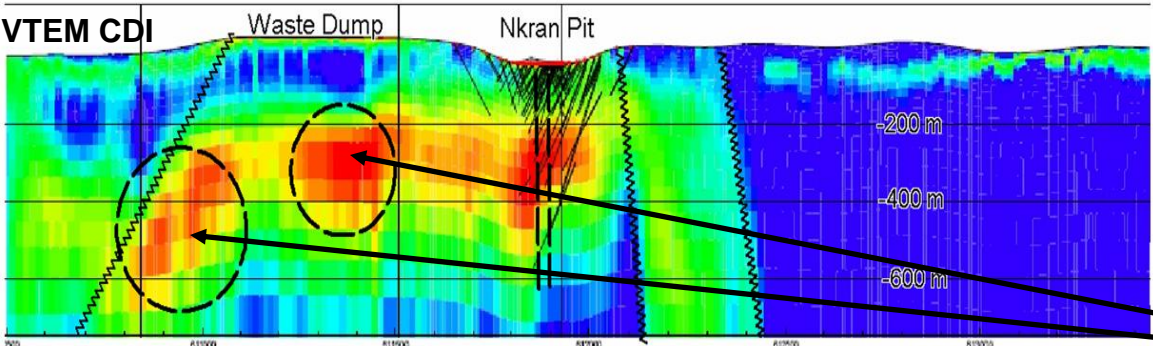 VTEM CDI
Waste Dump
Nkran Pit
-200 m
-400 m
-600 m